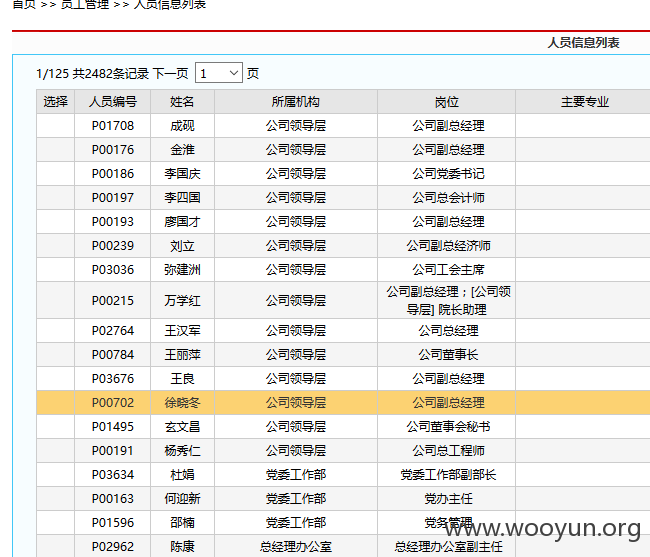 首页 >> 员工管理 >> 人员信息列表
人员信息列表
1/125 共2482条记录 下一页 1 页
选择 人员编号 姓名 所属机构 岗位 主要专业
P01708 成砚 公司领导层 公司副总经理
P00176 金淮 公司领导层 公司副总经理
P00186 李国庆 公司领导层 公司党委书记
P00197 李四国 公司领导层 公司总会计师
P00193 廖国才 公司领导层 公司副总经理
P00239 刘立 公司领导层 公司副总经济师
P03036 弥建洲 公司领导层 公司工会主席
P00215 万学红 公司领导层 公司副总经理；[公司领
导层] 院长助理
P02764 王汉军 公司领导层 公司总经理
P00784 王丽萍 公司领导层 公司董事长
P03676 王良 公司领导层 公司副总经理
P00702 徐晓冬 公司领导层 公司副总经理
P01495 玄文昌 公司领导层 公司董事会秘书
P00191 杨秀仁 公司领导层 公司总工程师
P03634 杜娟 党委工作部 党委工作部副部长
P00163 何迎新 党委工作部 党办主任
P01596 邵楠 党委工作部 党务管理
www.wooyun.org
P02962 陈康 总经理办公室 总经理办公室副主任